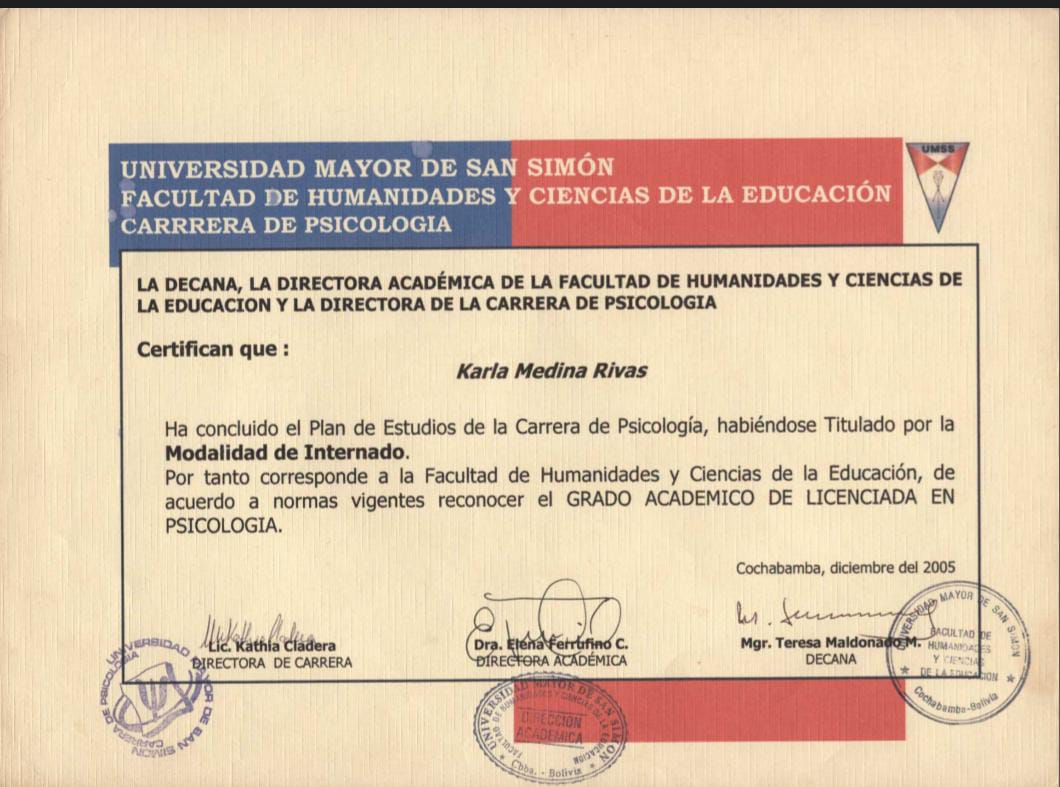 UNIVERSIDAD MAYOR DE SAN SIMÓN
FACULTAD DE HUMANIDADES Y CIENCIAS DE LA EDUCACIÓN
CARRRERA DE PSICOLOGIA
UMSS
LA DECANA, LA DIRECTORA ACADÉMICA DE LA FACULTAD DE HUMANIDADES Y CIENCIAS DE
LA EDUCACION Y LA DIRECTORA DE LA CARRERA DE PSICOLOGIA
Certifican que :
Karla Medina Rivas
Ha concluido el Plan de Estudios de la Carrera de Psicología, habiéndose Titulado por la
Modalidad de Internado.
Por tanto corresponde a la Facultad de Humanidades y Ciencias de la Educación, de
acuerdo a normas vigentes reconocer el GRADO ACADEMICO DE LICENCIADA EN
PSICOLOGIA.
Cochabamba, diciembre del 2005
Lic. Kathia Cladera
DIRECTORA DE CARRERA
Dra. Elena Ferrufino C.
DIRECTORA ACADÉMICA
Mgr. Teresa Maldonado M.
DECANA
UNIVERSIDAD MAYOR DE SAN SIMON
CARRERA DE PSICOLOGIA
UNIVERSIDAD MAYOR DE SAN SIMON
FACULTAD DE HUMANIDADES Y CIENCIAS DE LA EDUCACION
DIRECCION
ACADEMICA
Cbba. - Bolivia
UNIVERSIDAD MAYOR DE SAN SIMON
FACULTAD DE
HUMANIDADES
Y CIENCIAS
DE LA EDUCACION
Cochabamba-Bolivia